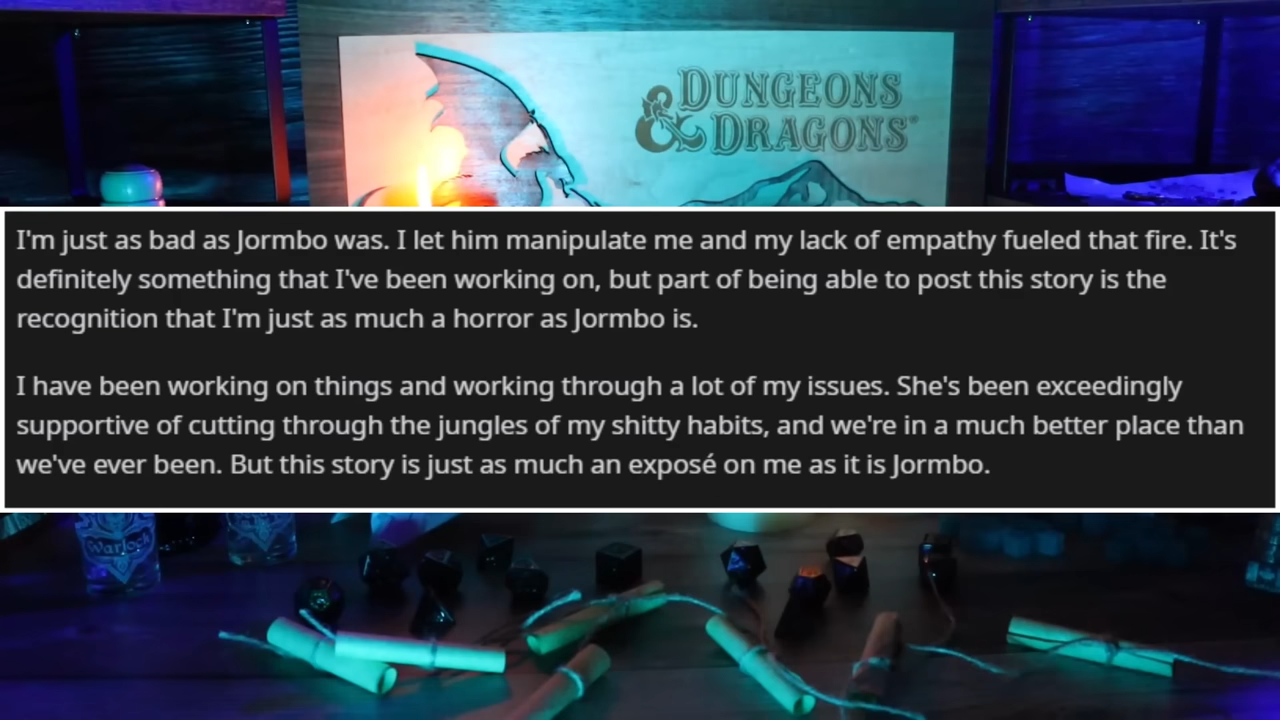 DUNGEONS
& DRAGONS®
I'm just as bad as Jormbo was. I let him manipulate me and my lack of empathy fueled that fire. It's
definitely something that I've been working on, but part of being able to post this story is the
recognition that I'm just as much a horror as Jormbo is.
I have been working on things and working through a lot of my issues. She's been exceedingly
supportive of cutting through the jungles of my shitty habits, and we're in a much better place than
we've ever been. But this story is just as much an exposé on me as it is Jormbo.
Warlock